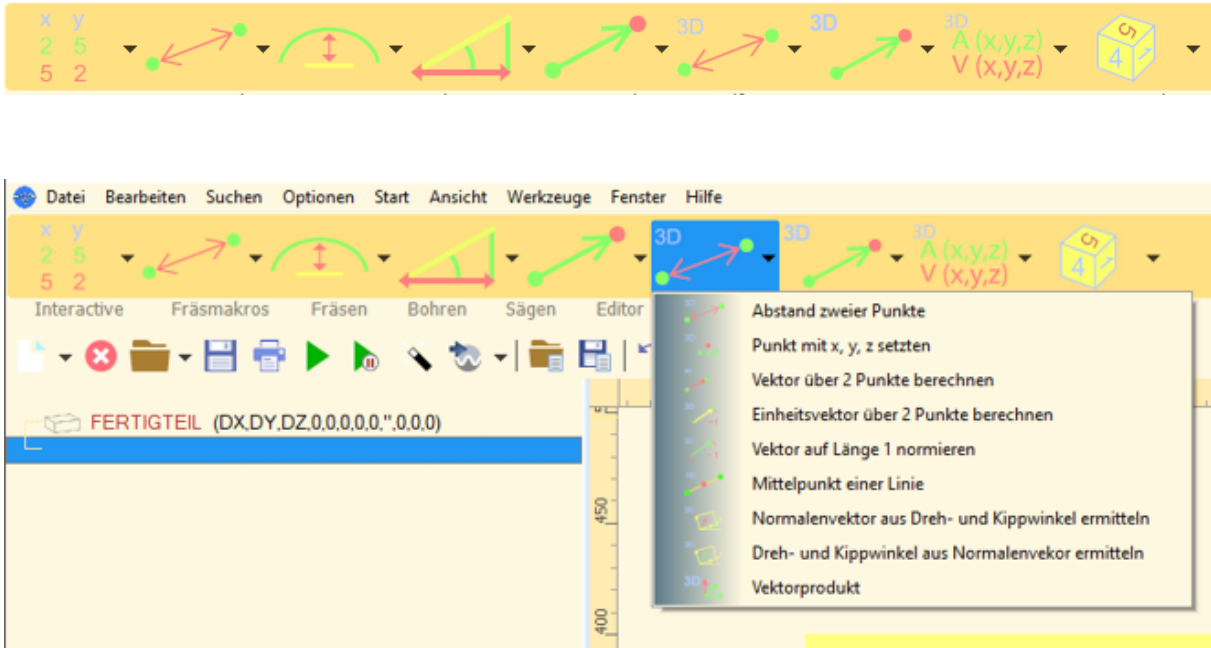 x y 3D 3D 3D
2 5 A (x,y,z) 5
5 2 V (x,y,z) 4 1
Datei Bearbeiten Suchen Optionen Start Ansicht Werkzeuge Fenster Hilfe
x y 3D 3D 3D
2 5 A (x,y,z) 5
5 2 V (x,y,z) 4 1
Interactive Fräsmakros Fräsen Bohren Sägen Editor
Abstand zweier Punkte
Punkt mit x, y, z setzten
Vektor über 2 Punkte berechnen
FERTIGTEIL (DX,DY,DZ,0,0,0,0,0,'',0,0,0)
Einheitsvektor über 2 Punkte berechnen
Vektor auf Länge 1 normieren
Mittelpunkt einer Linie
450
Normalenvektor aus Dreh- und Kippwinkel ermitteln
Dreh- und Kippwinkel aus Normalenvekor ermitteln
3D Vektorprodukt
400